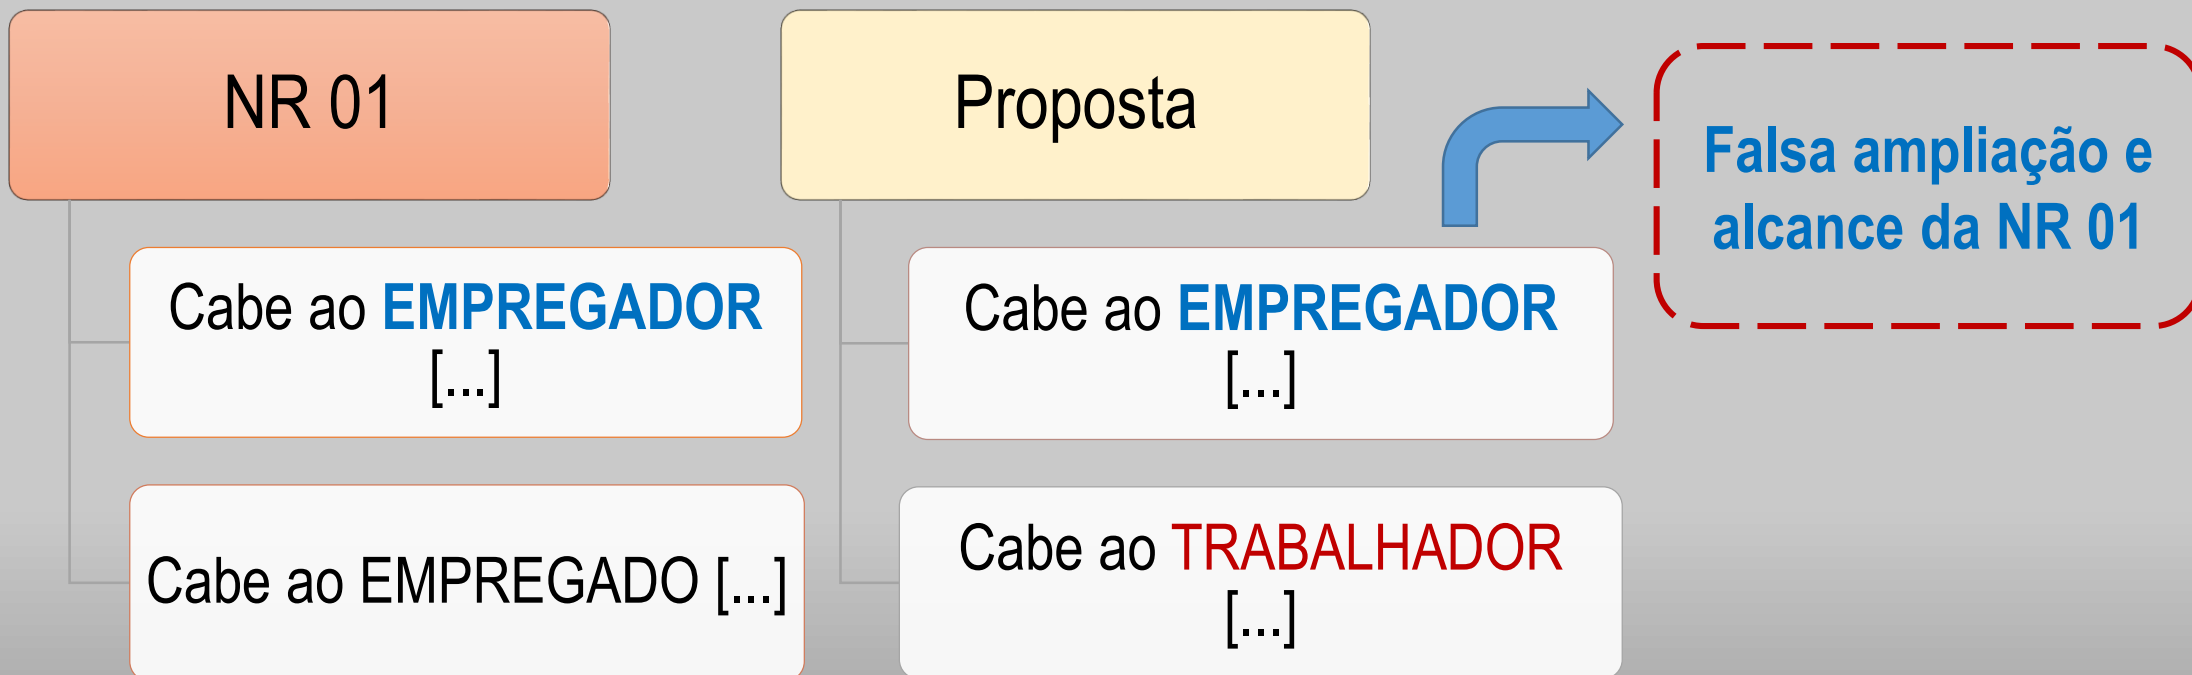 NR 01
Cabe ao EMPREGADOR
[...]
Cabe ao EMPREGADO [...]
Proposta
Cabe ao EMPREGADOR
[...]
Cabe ao TRABALHADOR
[...]
Falsa ampliação e
alcance da NR 01